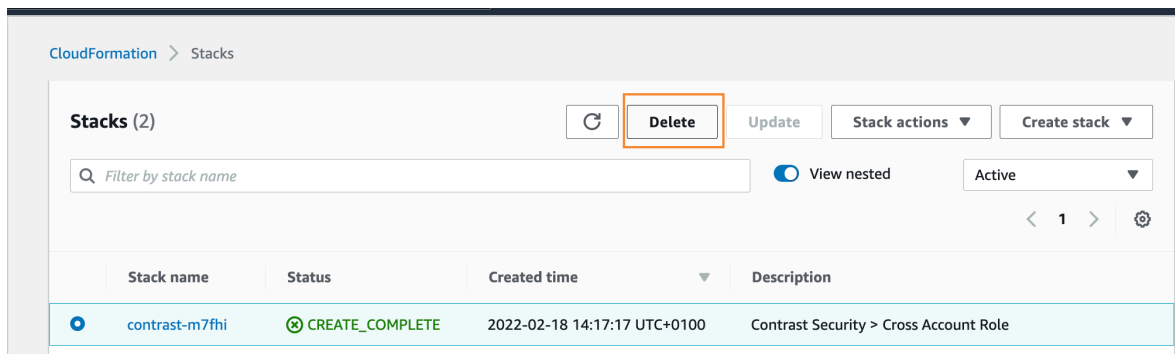 CloudFormation > Stacks
Stacks (2)
Delete
Update
Stack actions
Create stack
Filter by stack name
View nested
Active
1
Stack name Status Created time Description
contrast-m7fhi CREATE_COMPLETE 2022-02-18 14:17:17 UTC+0100 Contrast Security > Cross Account Role